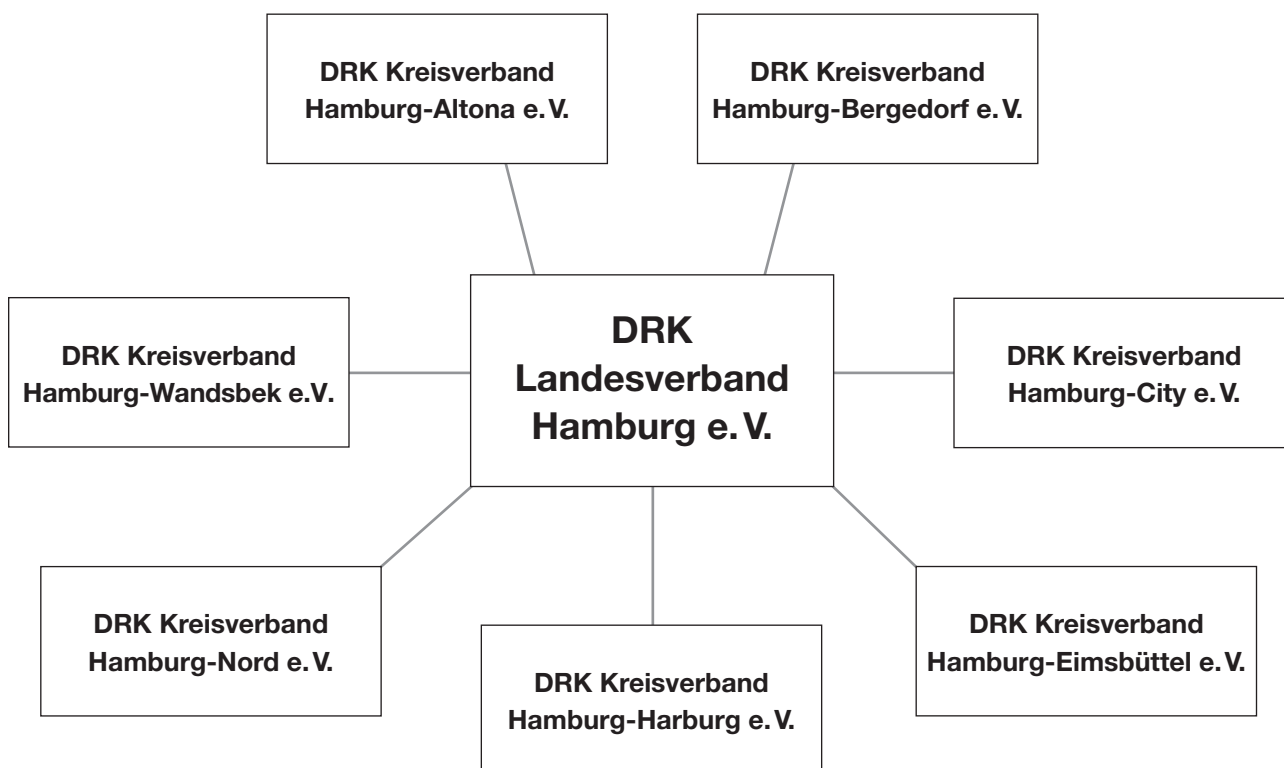 DRK Kreisverband
Hamburg-Altona e.V.
DRK Kreisverband
Hamburg-Bergedorf e.V.
DRK Kreisverband
Hamburg-Wandsbek e.V.
DRK
Landesverband
Hamburg e.V.
DRK Kreisverband
Hamburg-City e.V.
DRK Kreisverband
Hamburg-Nord e.V.
DRK Kreisverband
Hamburg-Harburg e.V.
DRK Kreisverband
Hamburg-Eimsbüttel e.V.